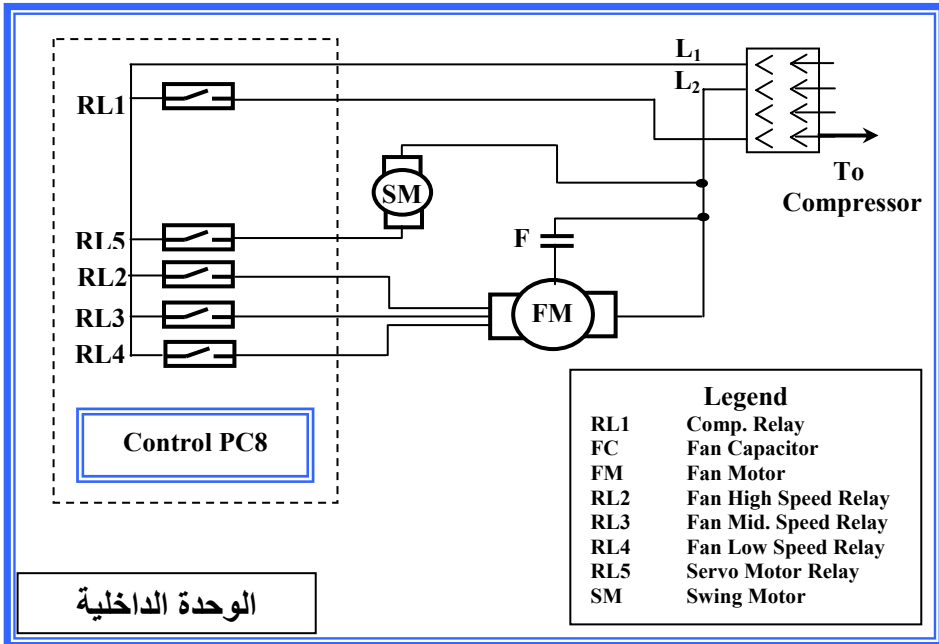 L1
L2
RL1
To
Compressor
SM
RL5
F
RL2
RL3
FM
RL4
Control PC8
Legend
RL1 Comp. Relay
FC Fan Capacitor
FM Fan Motor
RL2 Fan High Speed Relay
RL3 Fan Mid. Speed Relay
RL4 Fan Low Speed Relay
RL5 Servo Motor Relay
SM Swing Motor
الوحدة الداخلية